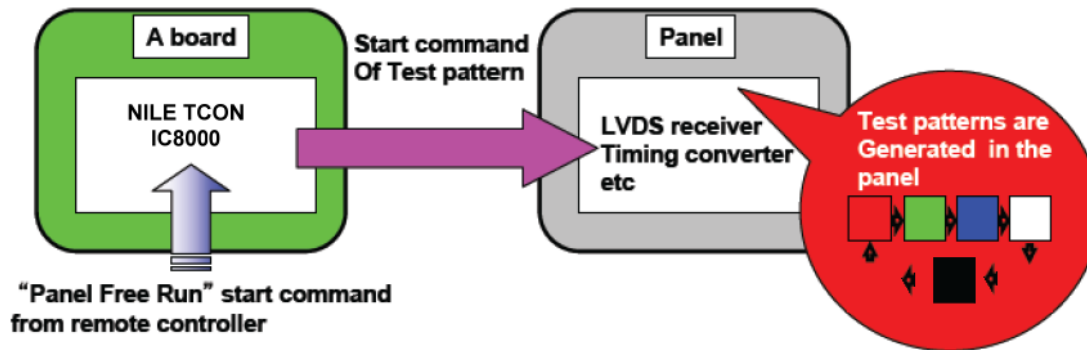 A board
NILE TCON
IC8000
“Panel Free Run” start command
from remote controller
Start command
Of Test pattern
Panel
LVDS receiver
Timing converter
etc
Test patterns are
Generated in the
panel